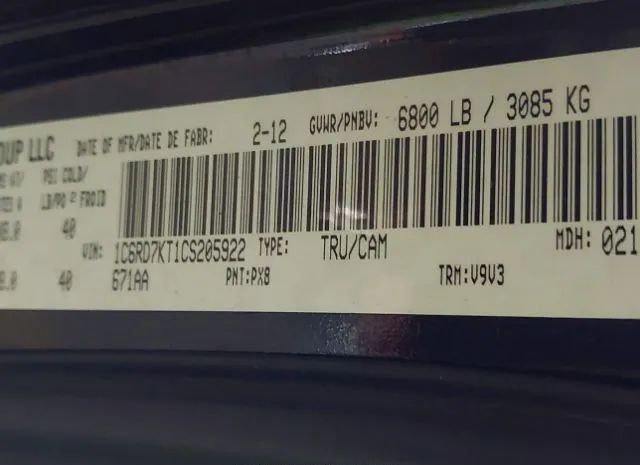 OUP LLC DATE OF MFR/DATE DE FABR: 2-12 GVWR/PNBV: 6800 LB / 3085 KG
PSI COLD/
LB/PO² FROID
40
VIN: 1C6RD7KT1CS205922 TYPE: TRU/CAM MDH: 021
40 671AA PNT:PX8 TRM:V9V3